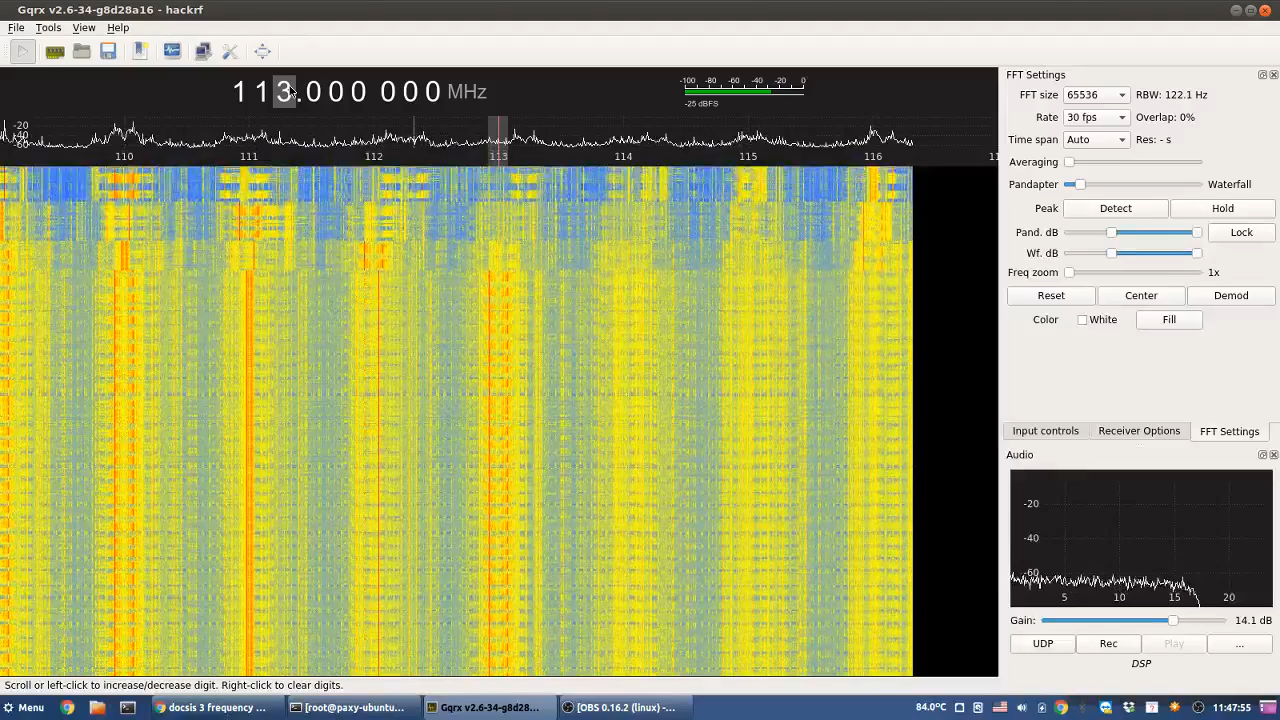 Gqrx v2.6-34-g8d28a16 - hackrf
File Tools View Help
113.000 000 MHz
-100 -80 -60 -40 -20 0
-25 dBFS
-20
-40
-60
110 111 112 113 114 115 116 11
FFT Settings
FFT size 65536 RBW: 122.1 Hz
Rate 30 fps Overlap: 0%
Time span Auto Res: - s
Averaging
Pandapter Waterfall
Peak Detect Hold
Pand. dB Lock
Wf. dB
Freq zoom 1x
Reset Center Demod
Color White Fill
Input controls Receiver Options FFT Settings
Audio
-20
-40
-60
5 10 15 20
Gain: 14.1 dB
UDP Rec Play ...
DSP
Scroll or left-click to increase/decrease digit. Right-click to clear digits.
Menu docsis 3 frequency ... [root@paxy-ubuntu... Gqrx v2.6-34-g8d28... [OBS 0.16.2 (linux) -... 84.0°C 11:47:55